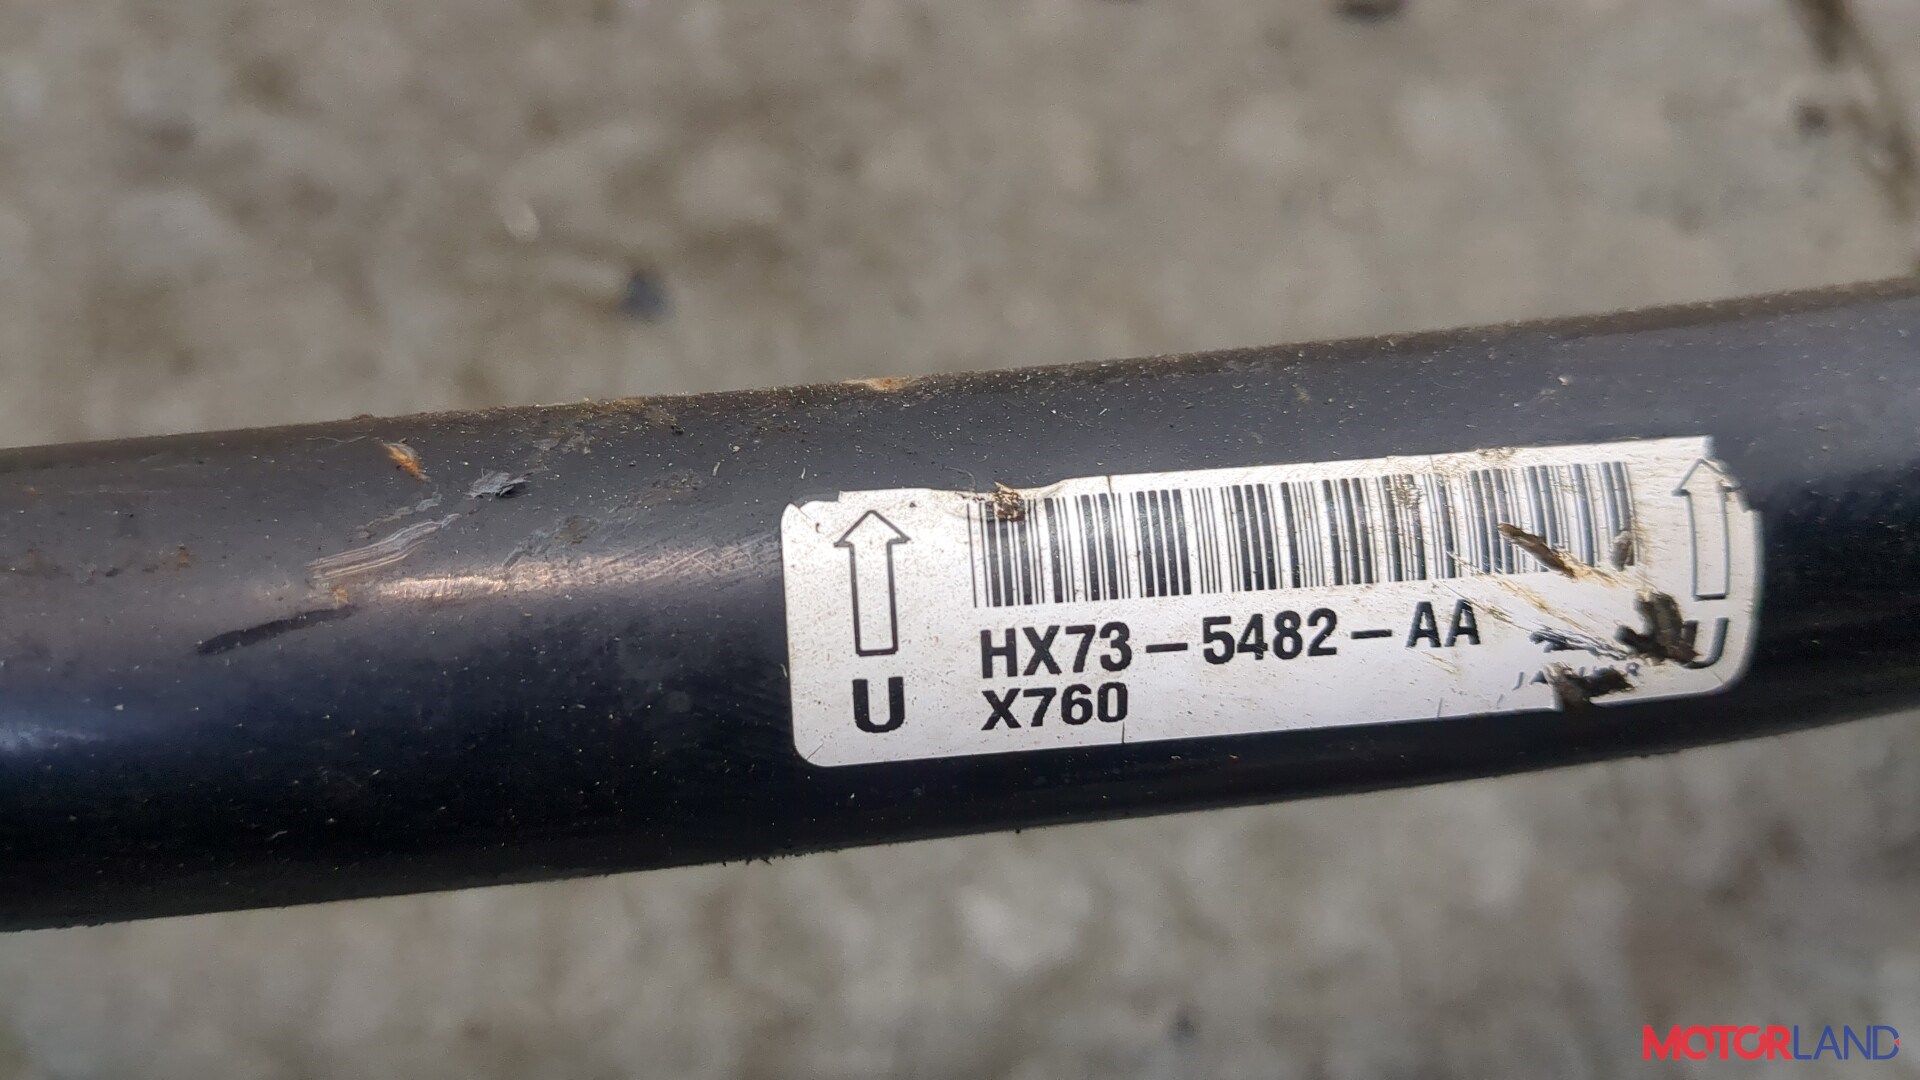 HX73-5482-AA
U
X760
MOTORLAND